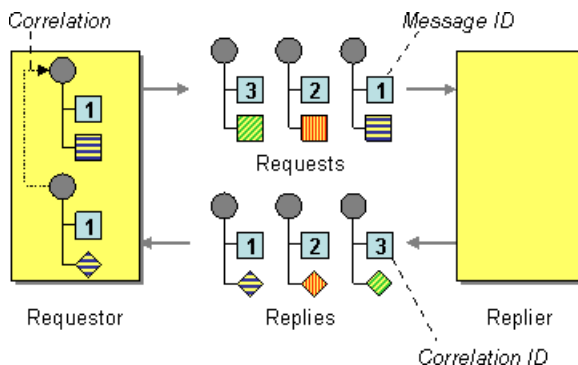 Correlation
Message ID
1
3
2
1
Requests
1
1
2
3
Requestor
Replies
Replier
Correlation ID